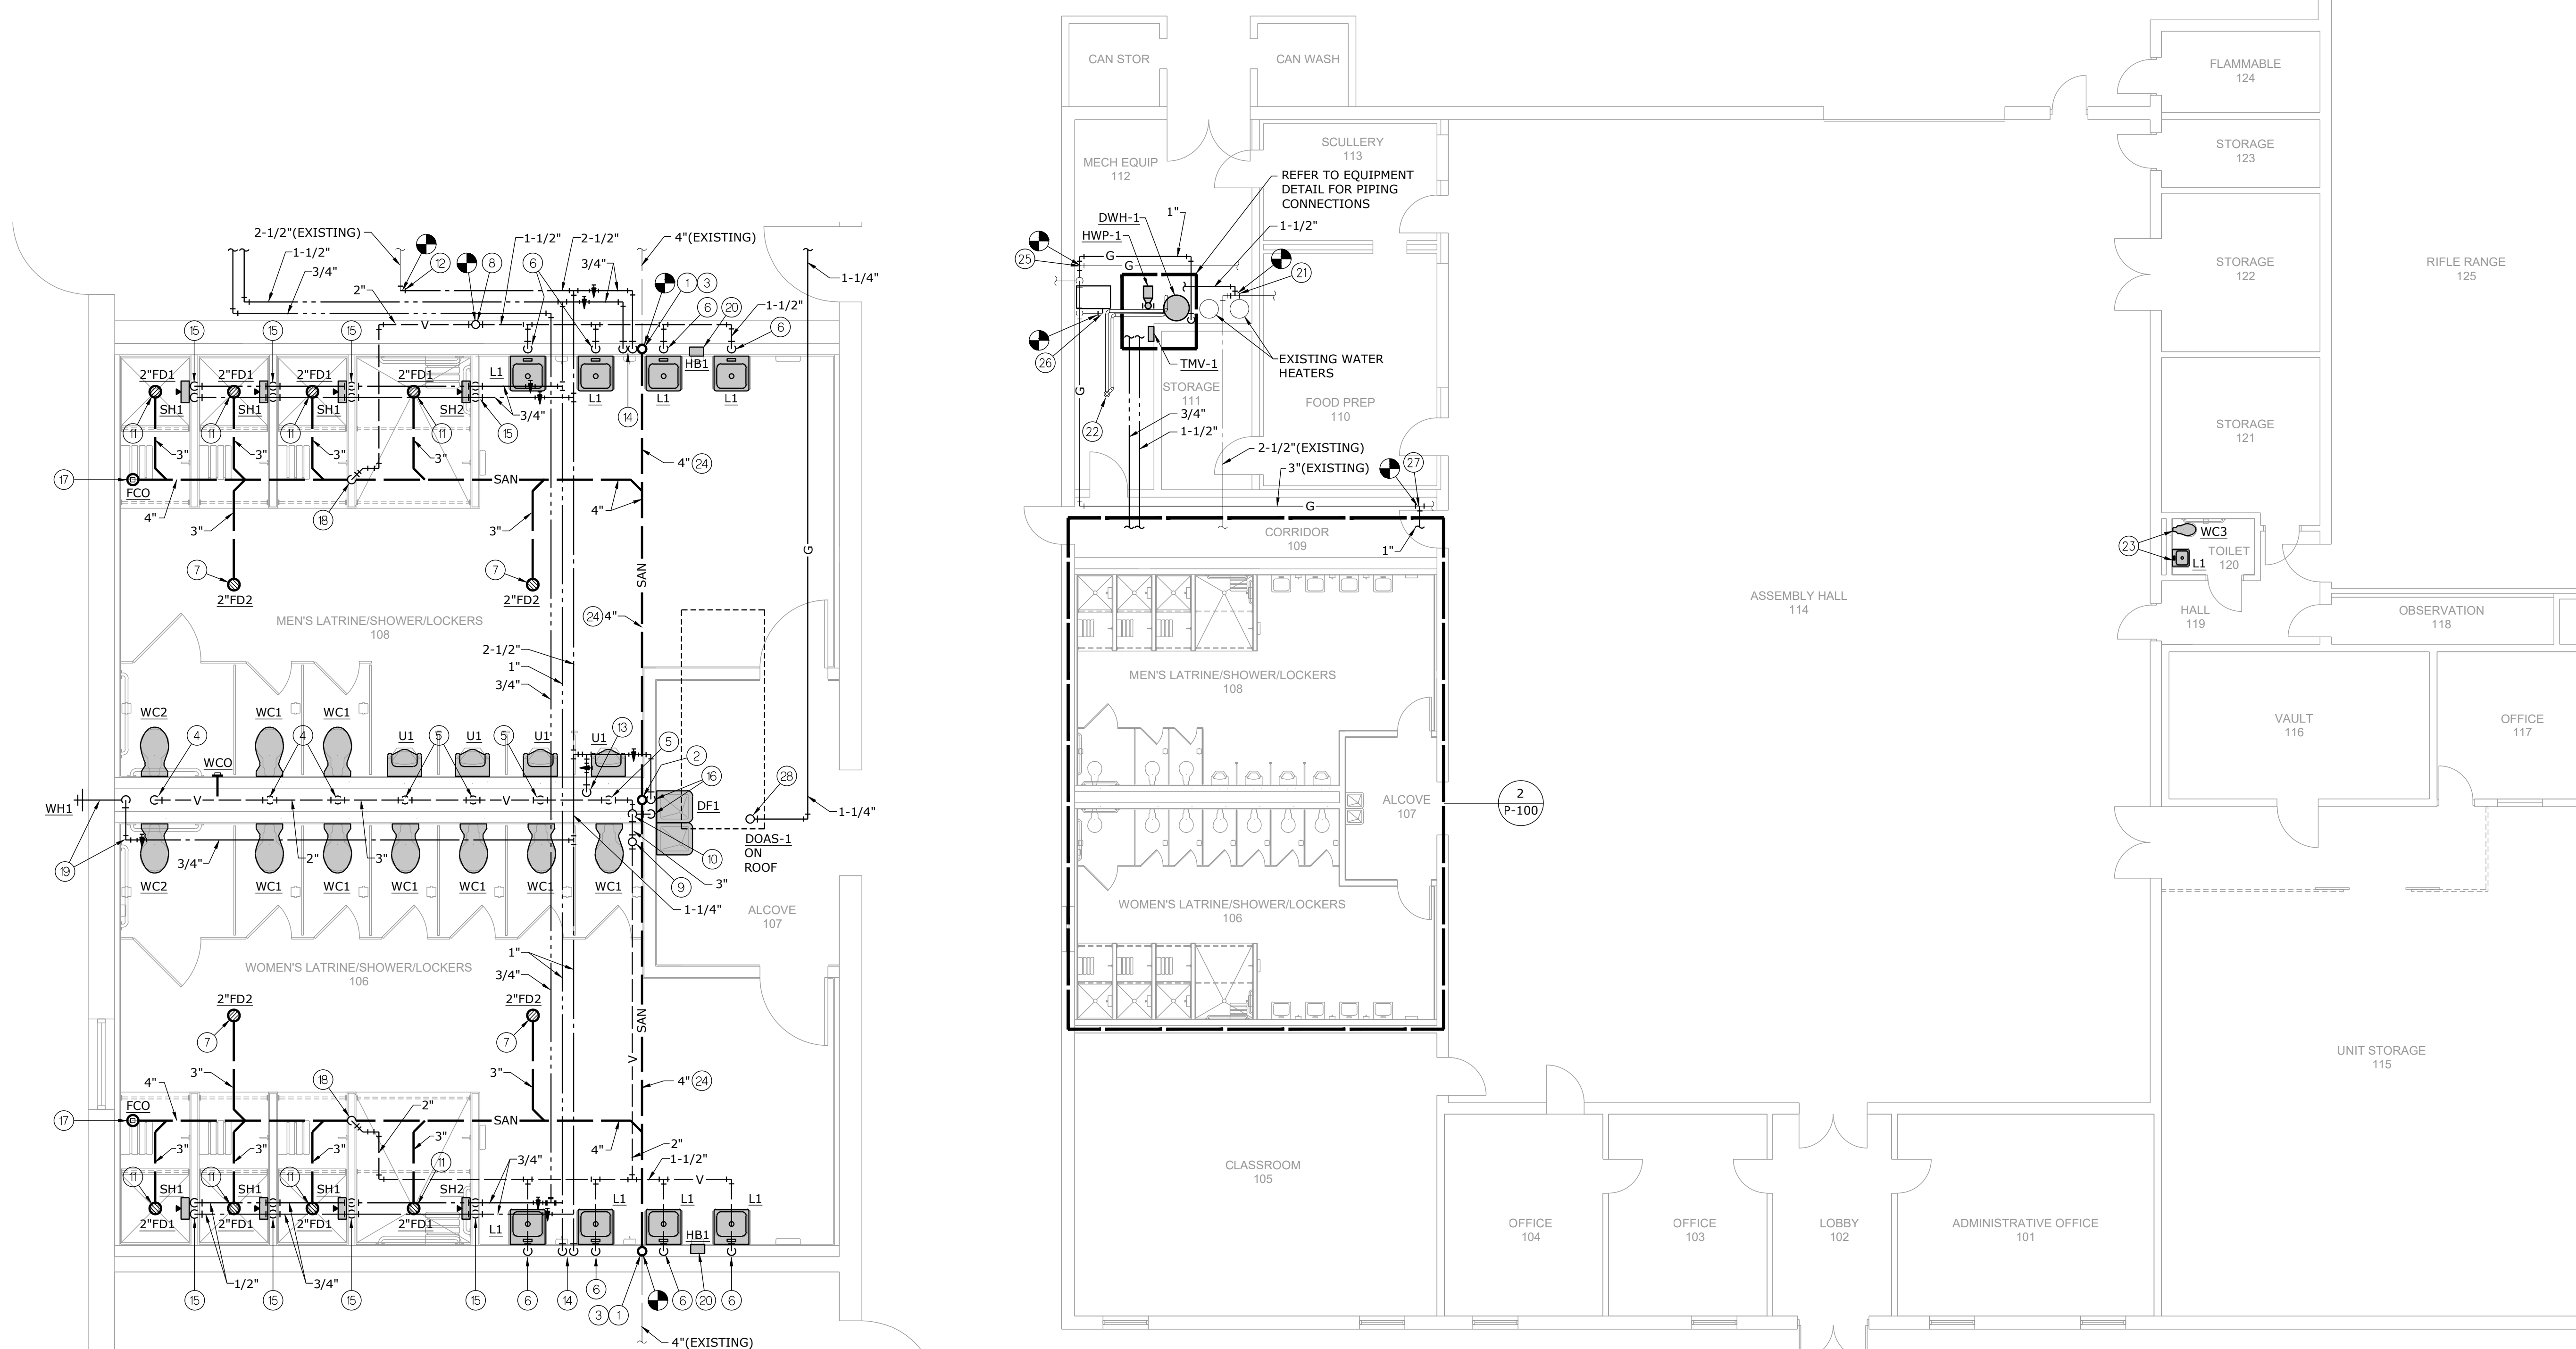 2-1/2"(EXISTING)
1-1/2"
3/4"
12
8
1-1/2"
2-1/2"
6
3/4"
4"(EXISTING)
1
3
6
20
1-1/2"
6
1-1/4"
2"
V
15
15
15
2"FD1
2"FD1
2"FD1
2"FD1
L1
HB1
SH1
SH1
SH1
SH2
3/4"
L1
L1
L1
11
11
11
11
15
14
3"
3"
3"
3"
4"
24
17
FCO
SAN
4"
18
4"
3"
3"
G
7
7
2"FD2
2"FD2
SAN
24
4"
MEN'S LATRINE/SHOWER/LOCKERS
108
2-1/2"
1"
3/4"
WC2
WC1
WC1
U1
U1
U1
U1
13
4
4
5
5
5
2
WCO
16
28
WH1
V
V
DF1
1-1/4"
DOAS-1
ON
ROOF
19
3/4"
2"
3"
10
9
3"
WC2
WC1
WC1
WC1
WC1
WC1
WC1
1-1/4"
ALCOVE
107
WOMEN'S LATRINE/SHOWER/LOCKERS
106
1"
3/4"
2"FD2
2"FD2
7
7
SAN
V
3"
3"
4"
18
4"
24
FCO
2"
17
SAN
4"
2"
3"
3"
3"
3"
11
11
11
11
3/4"
1-1/2"
V
SH1
SH1
SH1
SH2
L1
L1
L1
2"FD1
2"FD1
2"FD1
2"FD1
L1
HB1
1/2"
3/4"
15
15
15
15
6
14
6
3
1
6
20
6
4"(EXISTING)
CAN STOR
CAN WASH
MECH EQUIP
112
SCULLERY
113
REFER TO EQUIPMENT
DETAIL FOR PIPING
CONNECTIONS
DWH-1
1"
HWP-1
1-1/2"
25
G
G
21
26
G
TMV-1
EXISTING WATER
HEATERS
STORAGE
111
FOOD PREP
110
22
3/4"
1-1/2"
2-1/2"(EXISTING)
3"(EXISTING)
27
G
CORRIDOR
109
1"
MEN'S LATRINE/SHOWER/LOCKERS
108
ALCOVE
107
2
P-100
WOMEN'S LATRINE/SHOWER/LOCKERS
106
CLASSROOM
105
OFFICE
104
OFFICE
103
LOBBY
102
ADMINISTRATIVE OFFICE
101
ASSEMBLY HALL
114
FLAMMABLE
124
STORAGE
123
STORAGE
122
RIFLE RANGE
125
STORAGE
121
23
WC3
L1
TOILET
120
HALL
119
OBSERVATION
118
VAULT
116
OFFICE
117
UNIT STORAGE
115